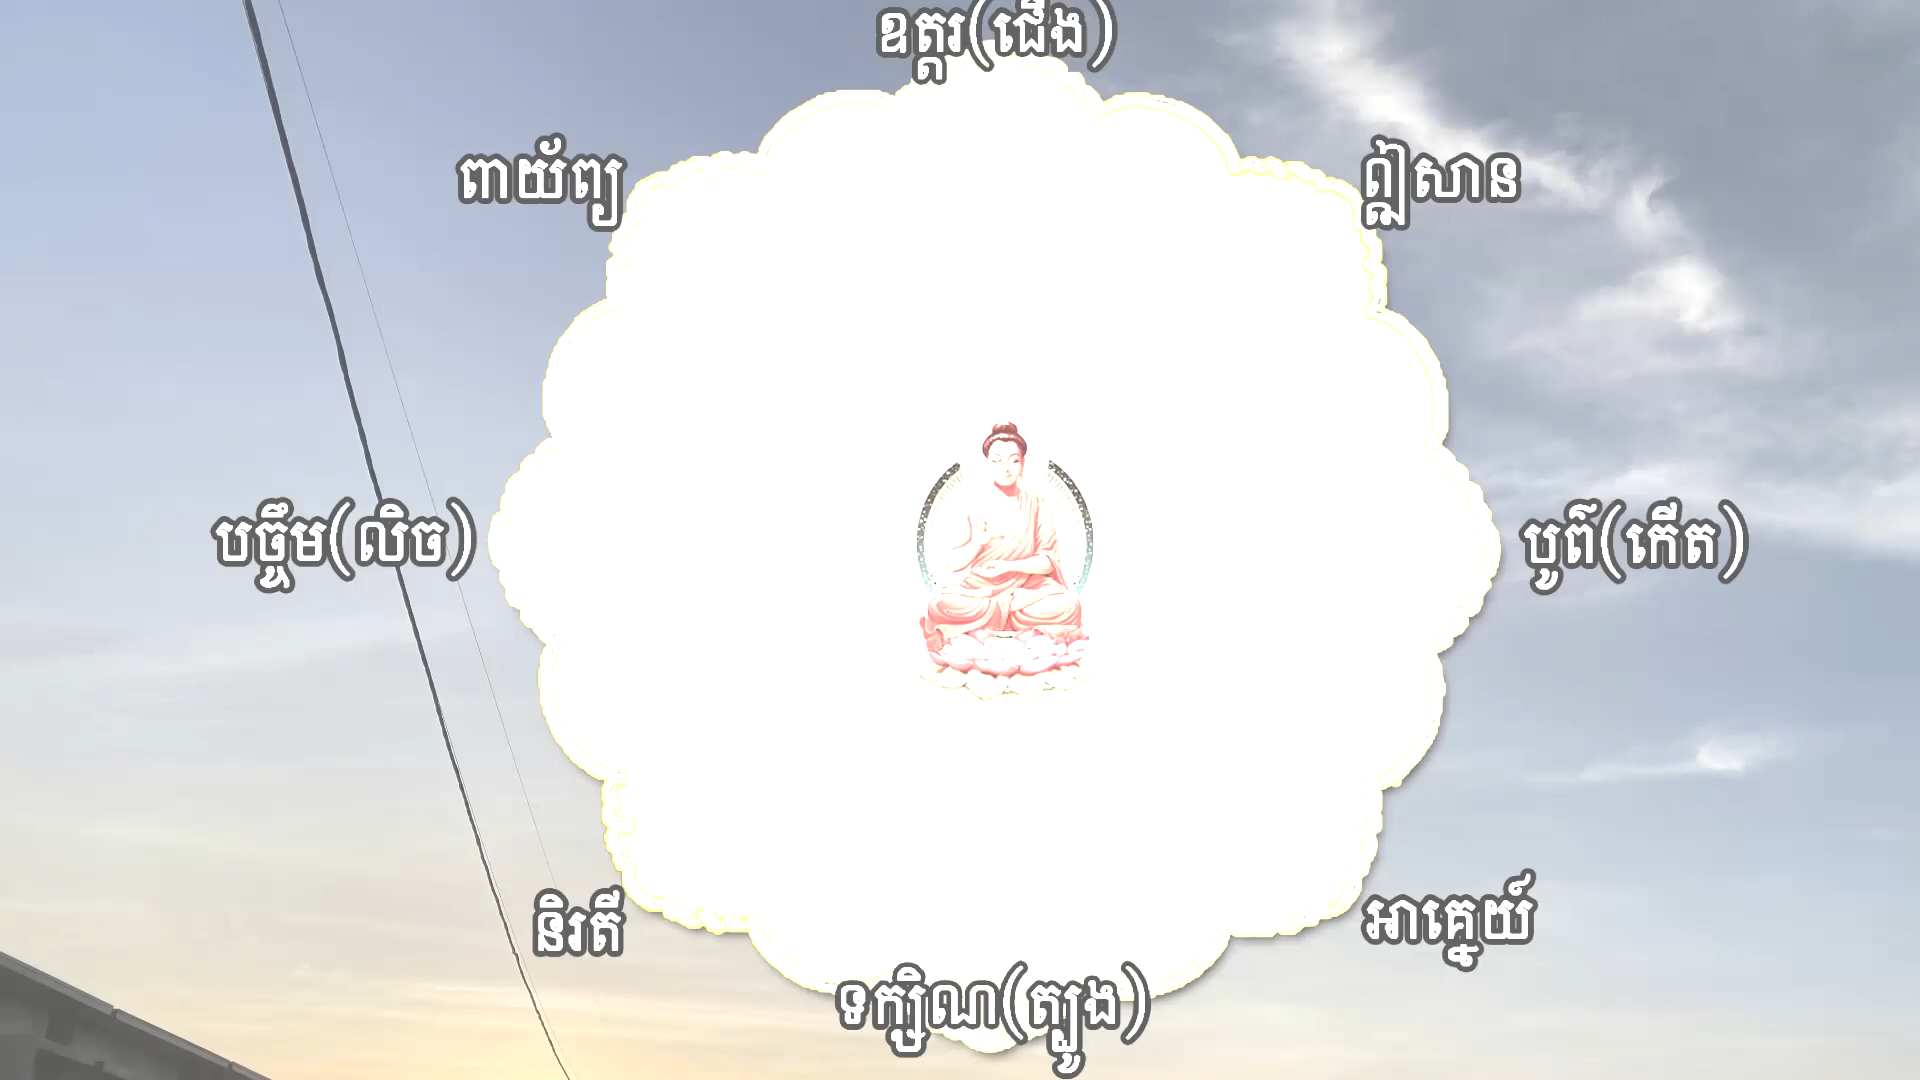 ឧត្តរ(ជើង)
ពាយ័ព្យ
ឦសាន
បច្ចឹម(លិច)
បូព៌(កើត)
និរតី
អាគ្នេយ៍
ទក្សិណ(ត្បូង)